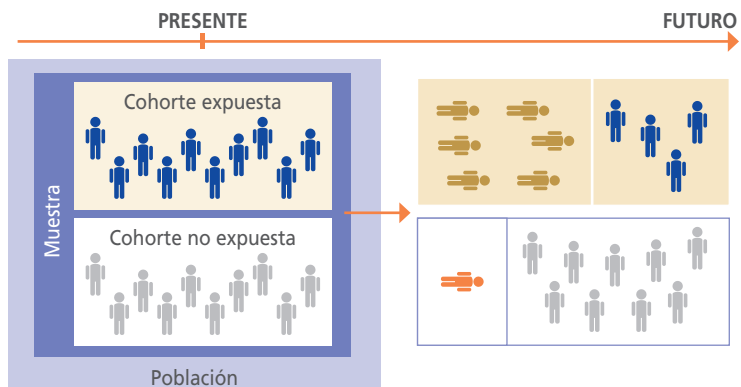 PRESENTE
FUTURO
Cohorte expuesta
Muestra
Cohorte no expuesta
Población